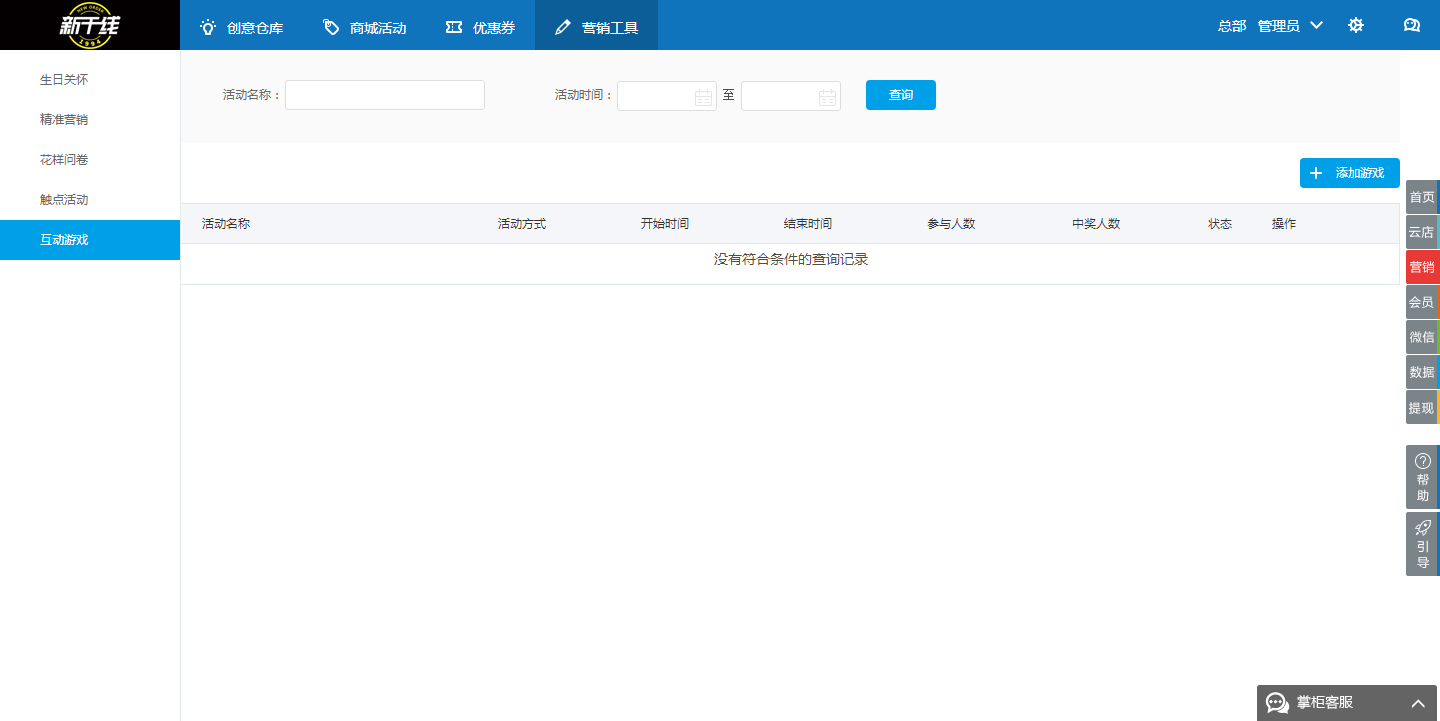 新干线
NEW ORDER
1994
创意仓库
商城活动
优惠券
营销工具
总部 管理员
生日关怀
精准营销
花样问卷
触点活动
互动游戏
活动名称：
活动时间：
至
查询
添加游戏
活动名称 活动方式 开始时间 结束时间 参与人数 中奖人数 状态 操作
没有符合条件的查询记录
首页
云店
营销
会员
微信
数据
提现
帮助
引导
掌柜客服